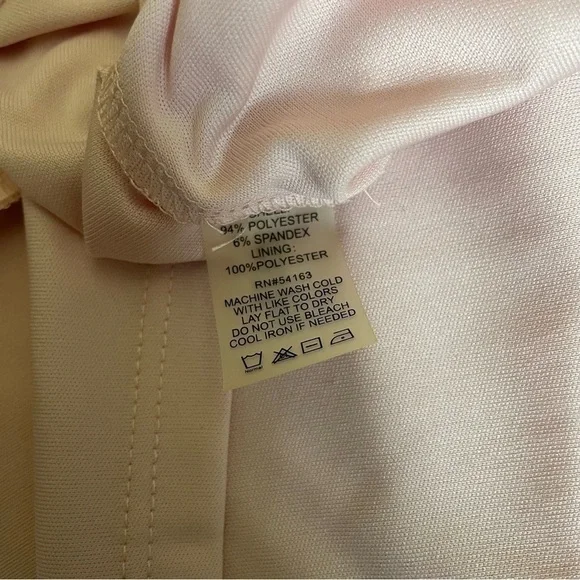 94% POLYESTER
6% SPANDEX
LINING:
100%POLYESTER
RN#54163
MACHINE WASH COLD
WITH LIKE COLORS
LAY FLAT TO DRY
DO NOT USE BLEACH
COOL IRON IF NEEDED